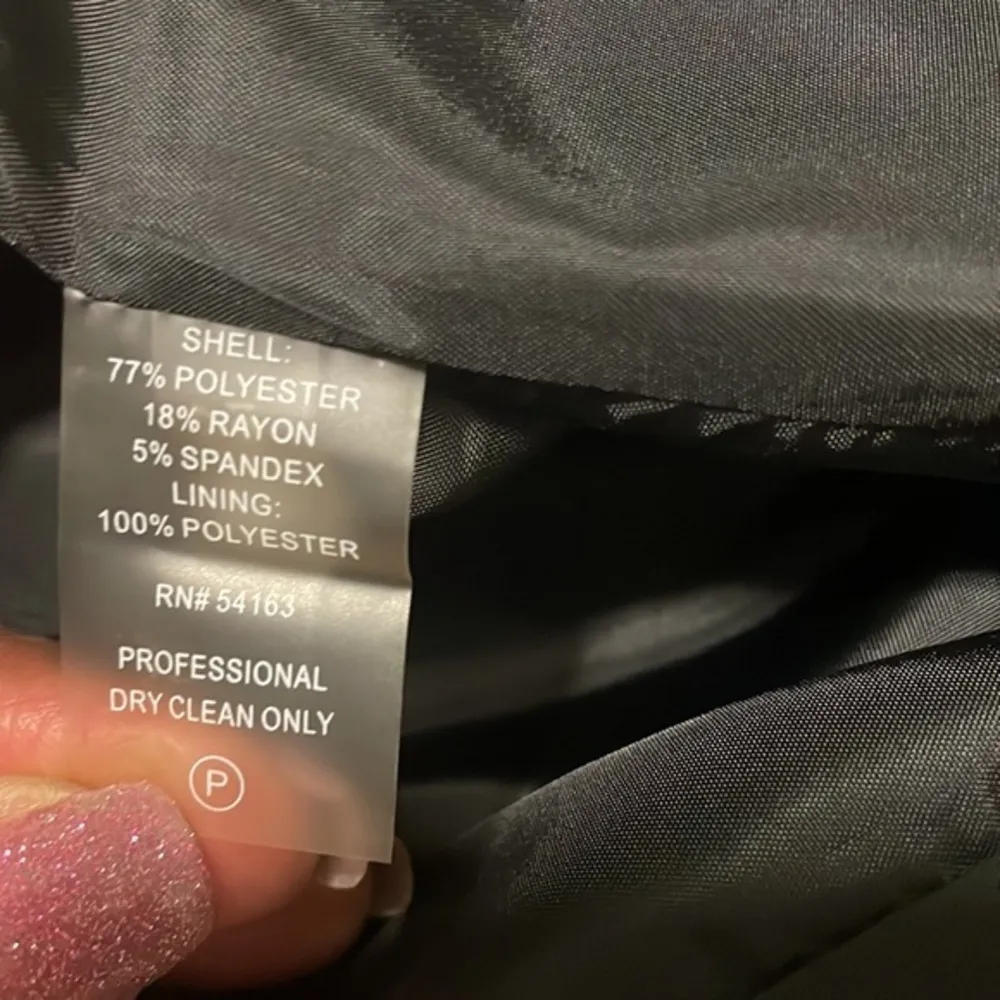 SHELL:
77% POLYESTER
18% RAYON
5% SPANDEX
LINING:
100% POLYESTER
RN# 54163
PROFESSIONAL
DRY CLEAN ONLY
P